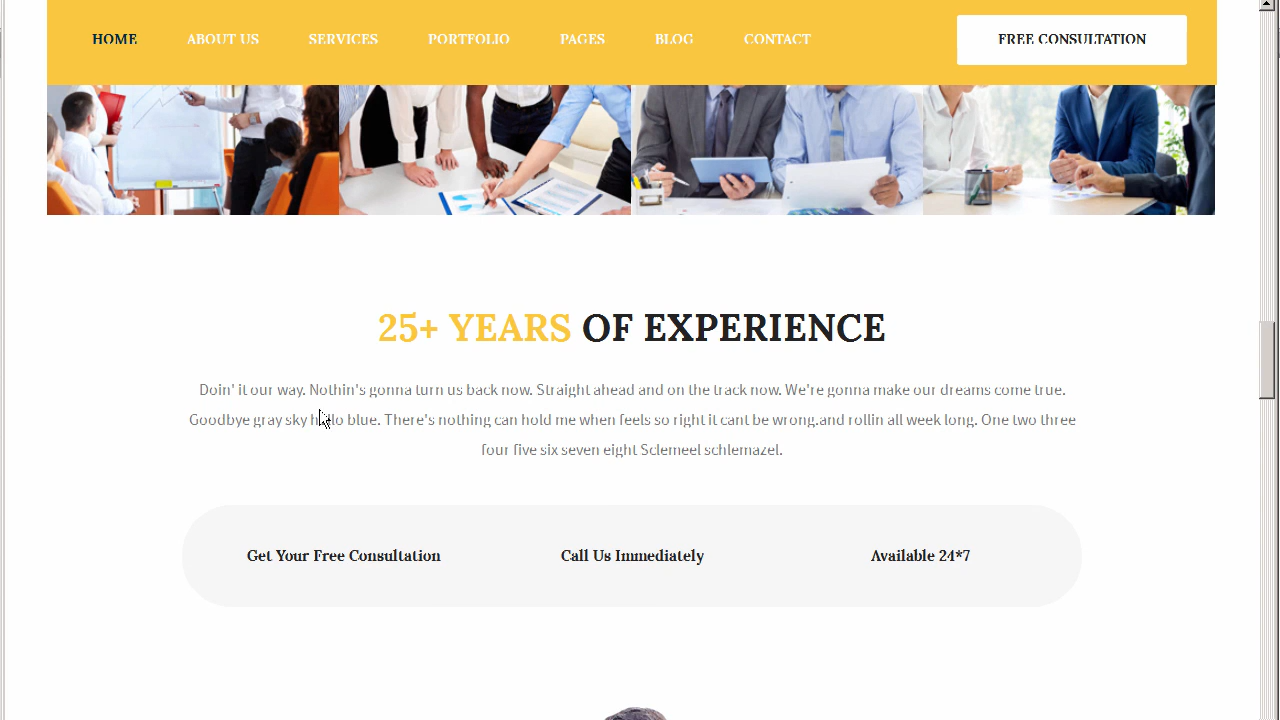 HOME ABOUT US SERVICES PORTFOLIO PAGES BLOG CONTACT FREE CONSULTATION
25+ YEARS OF EXPERIENCE
Doin' it our way. Nothin's gonna turn us back now. Straight ahead and on the track now. We're gonna make our dreams come true.
Goodbye gray sky hello blue. There's nothing can hold me when feels so right it cant be wrong.and rollin all week long. One two three
four five six seven eight Sclemeel schlemazel.
Get Your Free Consultation Call Us Immediately Available 24*7